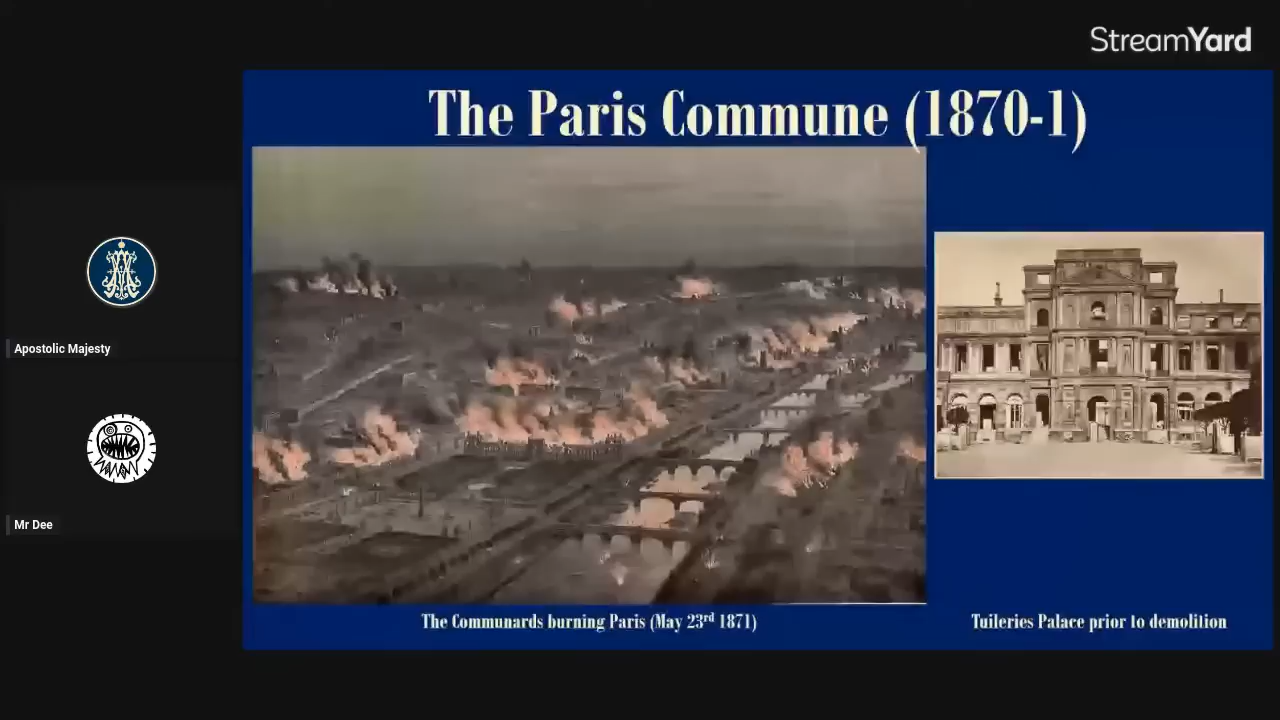 StreamYard
The Paris Commune (1870-1)
Apostolic Majesty
Mr Dee
The Communards burning Paris (May 23rd 1871)
Tuileries Palace prior to demolition